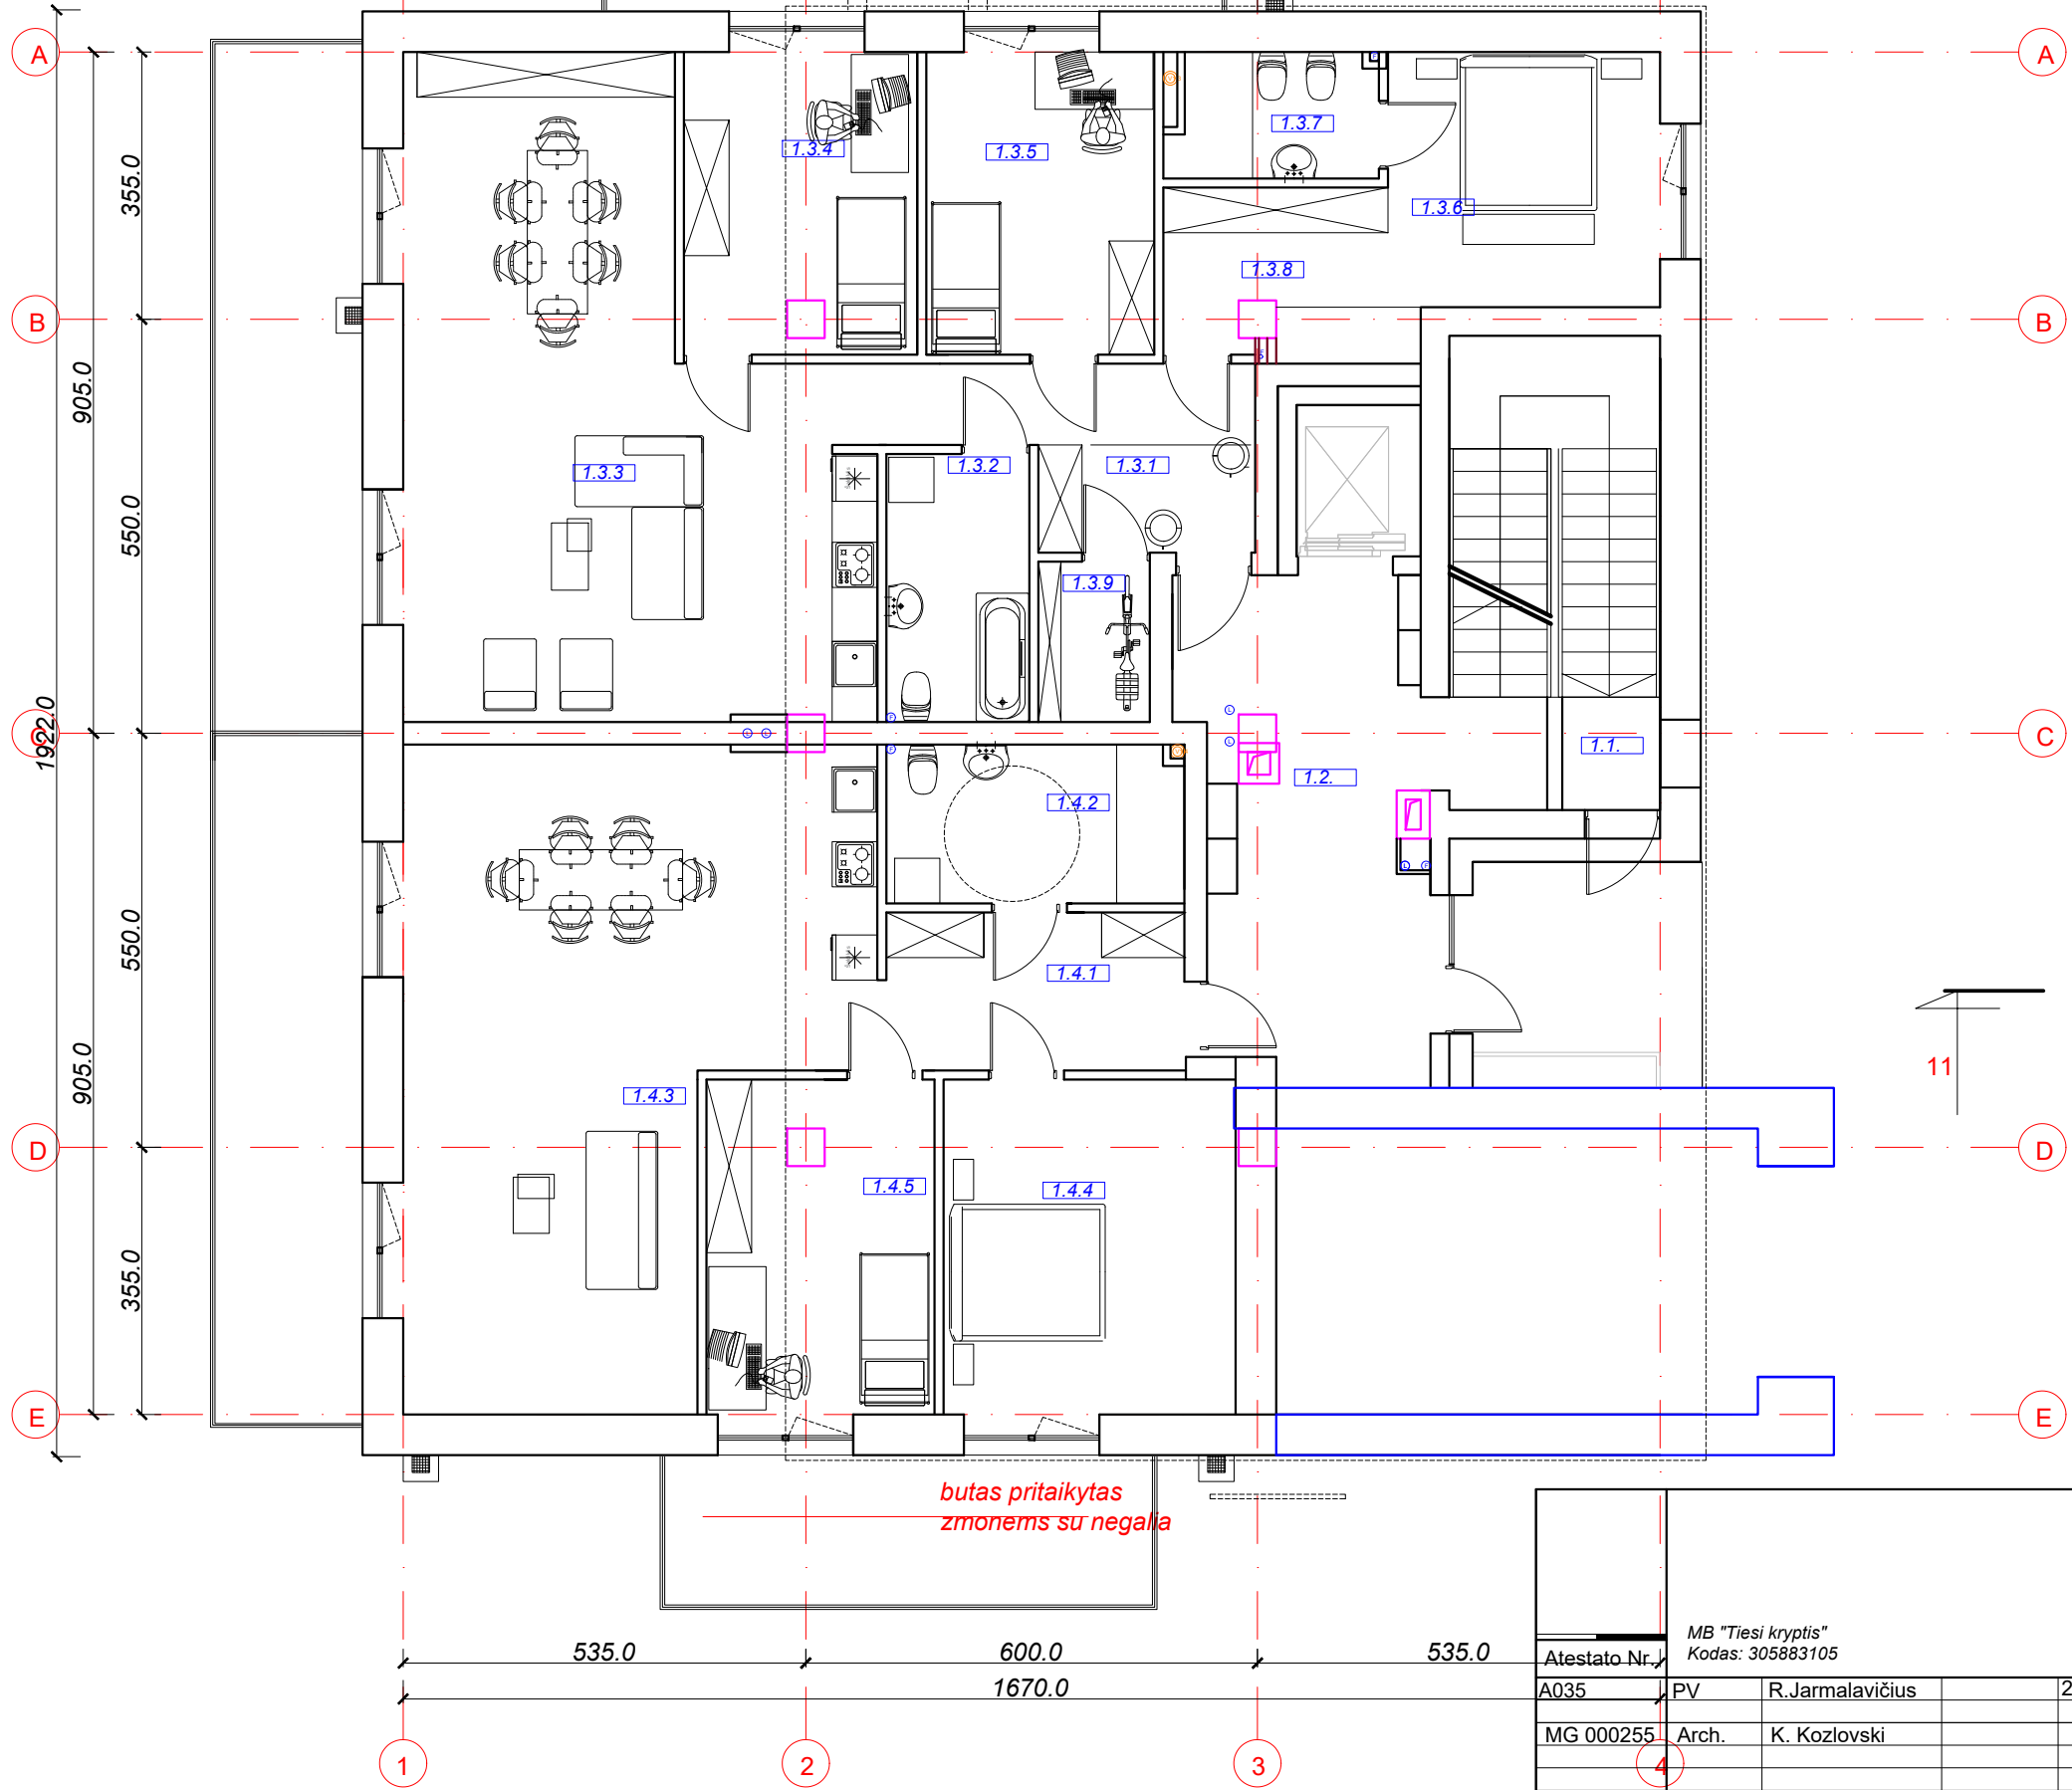 A
A
1.3.4
1.3.5
1.3.7
1.3.6
1.3.8
355.0
B
B
905.0
550.0
1.3.3
1.3.2
1.3.1
1.3.9
C
1922.0
C
1.1.
1.2.
1.4.2
550.0
1.4.1
905.0
11
1.4.3
D
D
1.4.5
1.4.4
355.0
E
E
butas pritaikytas
zmonems su negalia
535.0
600.0
535.0
1670.0
MB "Tiesi kryptis"
Kodas: 305883105
Atestato Nr.
A035 PV R.Jarmalavičius 2
MG 000255 Arch. K. Kozlovski
1
2
3
4